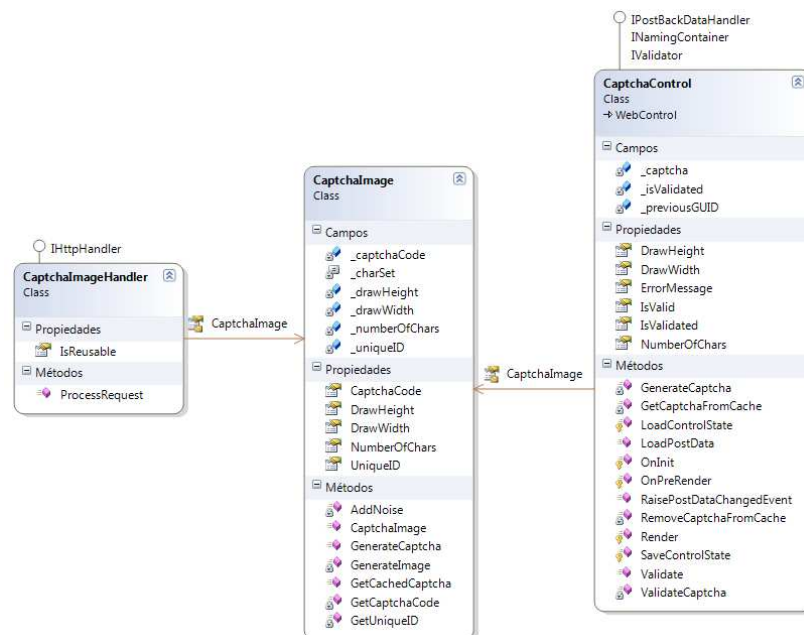 IHttpHandler
CaptchaImageHandler
Class
Propiedades
IsReusable
Métodos
ProcessRequest
CaptchaImage
CaptchaImage
Class
Campos
_captchaCode
_charSet
_drawHeight
_drawWidth
_numberOfChars
_uniqueID
Propiedades
CaptchaCode
DrawHeight
DrawWidth
NumberOfChars
UniqueID
Métodos
AddNoise
CaptchaImage
GenerateCaptcha
GenerateImage
GetCachedCaptcha
GetCaptchaCode
GetUniqueID
CaptchaImage
IPostBackDataHandler
INamingContainer
IValidator
CaptchaControl
Class
WebControl
Campos
_captcha
_isValidated
_previousGUID
Propiedades
DrawHeight
DrawWidth
ErrorMessage
IsValid
IsValidated
NumberOfChars
Métodos
GenerateCaptcha
GetCaptchaFromCache
LoadControlState
LoadPostData
OnInit
OnPreRender
RaisePostDataChangedEvent
RemoveCaptchaFromCache
Render
SaveControlState
Validate
ValidateCaptcha